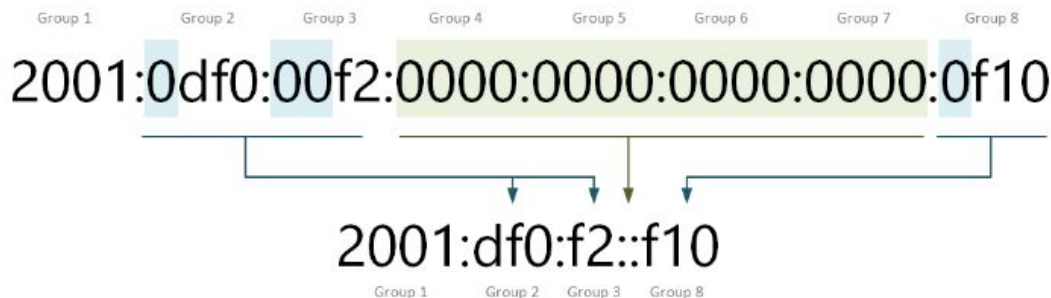 Group 1 Group 2 Group 3 Group 4 Group 5 Group 6 Group 7 Group 8
2001:0df0:00f2:0000:0000:0000:0000:0f10
2001:df0:f2::f10
Group 1 Group 2 Group 3 Group 8